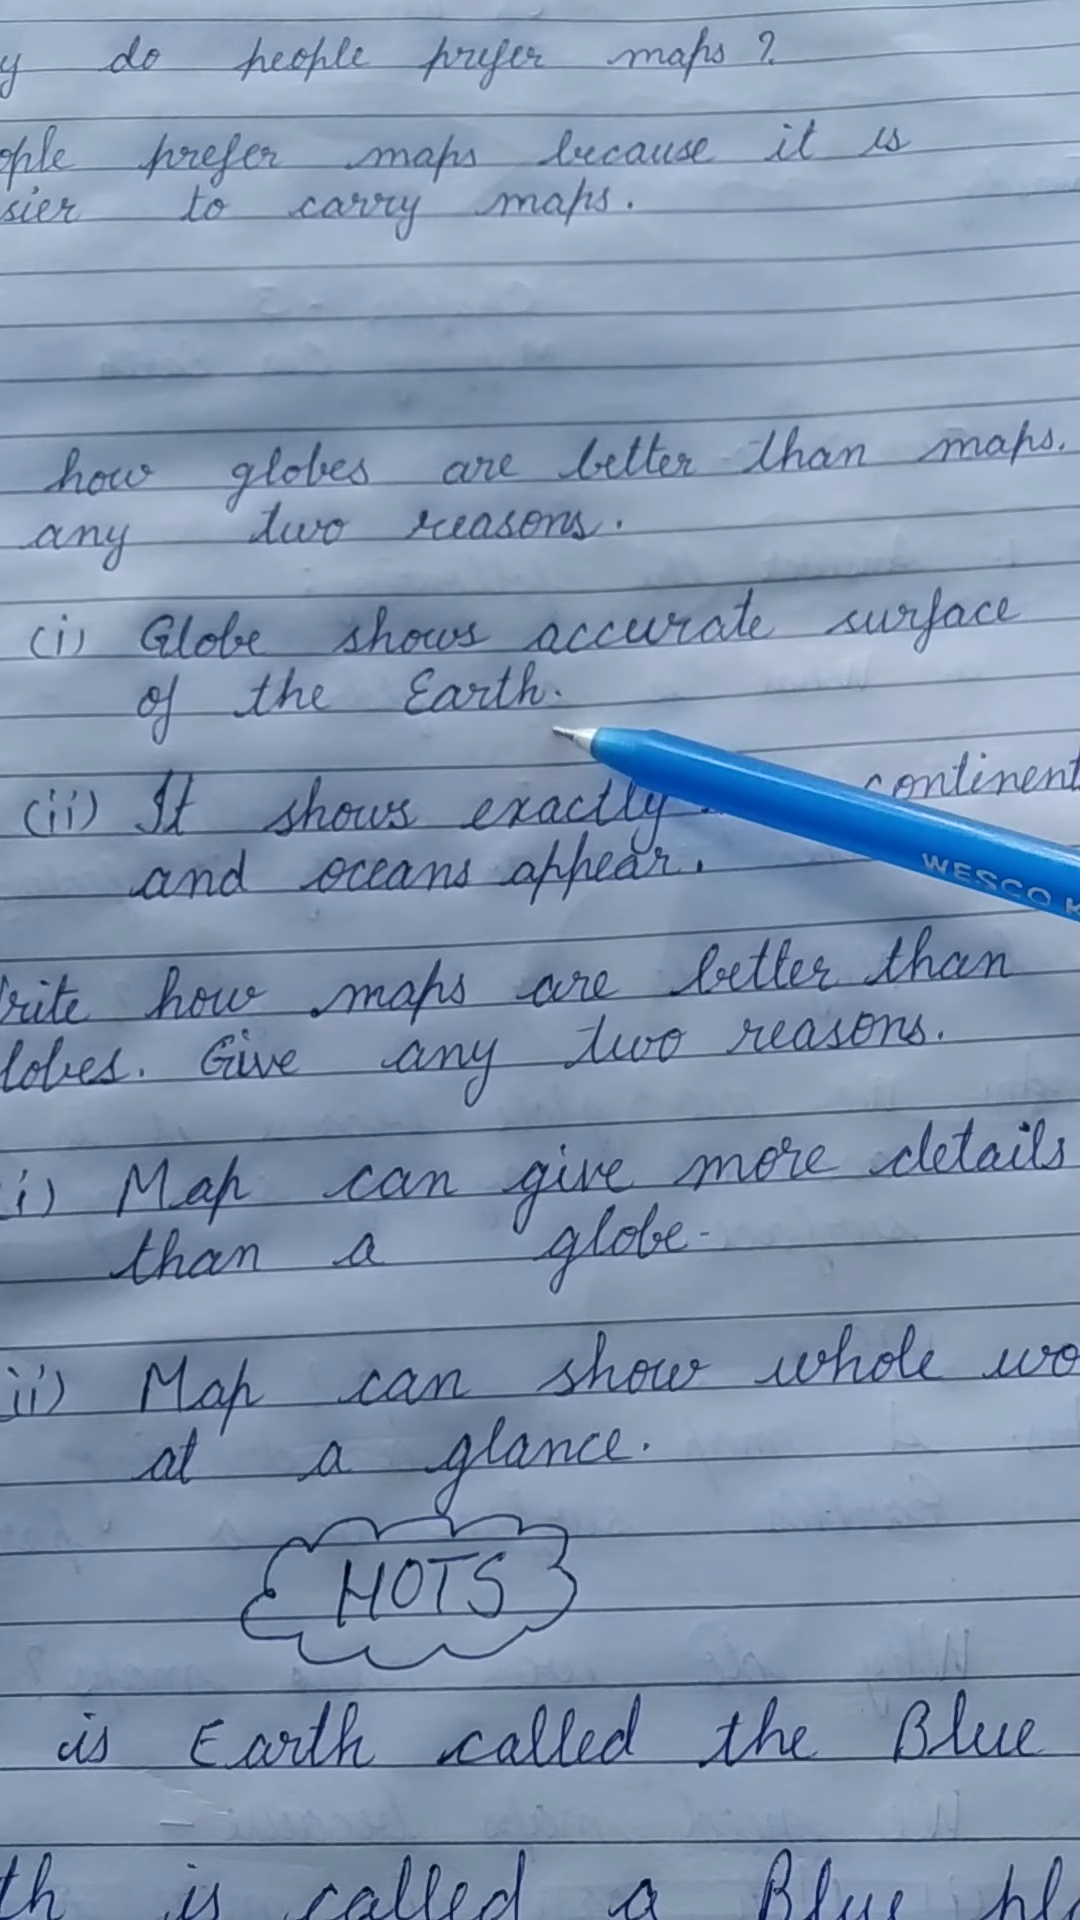 do people prefer maps ?
prefer maps because it is
to carry maps.
how globes are better than maps.
any two reasons.
(i) Globe shows accurate surface
of the Earth.
(ii) It shows exactly continent
and oceans appear.
how maps are better than
Give any two reasons.
i) Map can give more details
than a globe-
ii) Map can show whole
at a glance.
HOTS
is Earth called the Blue
is called a Blue
WESCO